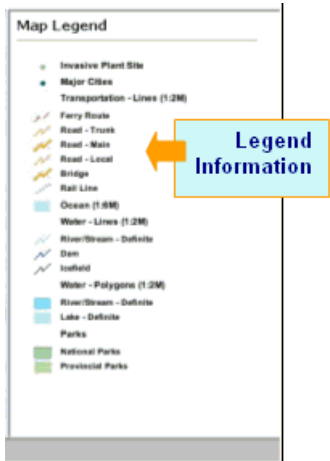 Map Legend
Invasive Plant Site
Major Cities
Transportation - Lines (1:2M)
Ferry Route
Road - Trunk
Road - Main
Road - Local
Bridge
Rail Line
Ocean (1:6M)
Water - Lines (1:2M)
River/Stream - Definite
Dam
Icefield
Water - Polygons (1:2M)
River/Stream - Definite
Lake - Definite
Parks
National Parks
Provincial Parks
Legend
Information